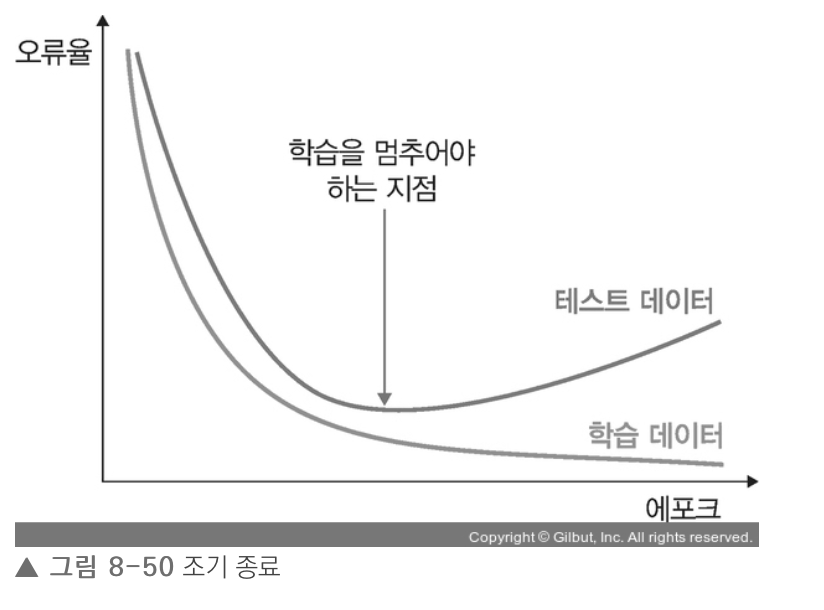 오류율
학습을 멈추어야
하는 지점
테스트 데이터
학습 데이터
에포크
Copyright © Gilbut, Inc. All rights reserved.
▲ 그림 8-50 조기 종료